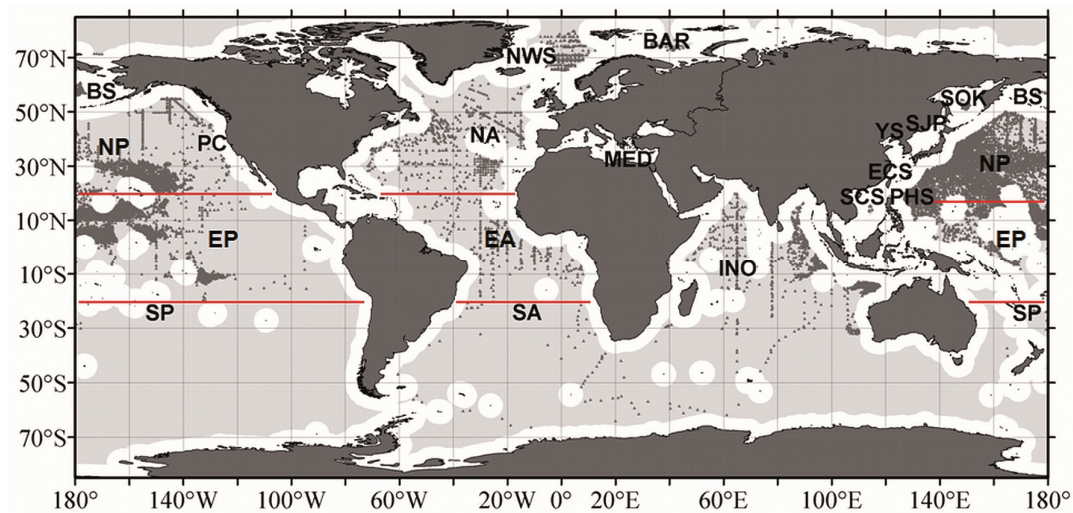 70°N
NWS
BAR
BS
SOK
BS
50°N
NP
PC
NA
YS
SJP
30°N
MED
ECS
NP
SCS
PHS
10°N
EP
EA
EP
INO
10°S
SP
SA
SP
30°S
50°S
70°S
180° 140°W 100°W 60°W 20°W 0° 20°E 60°E 100°E 140°E 180°